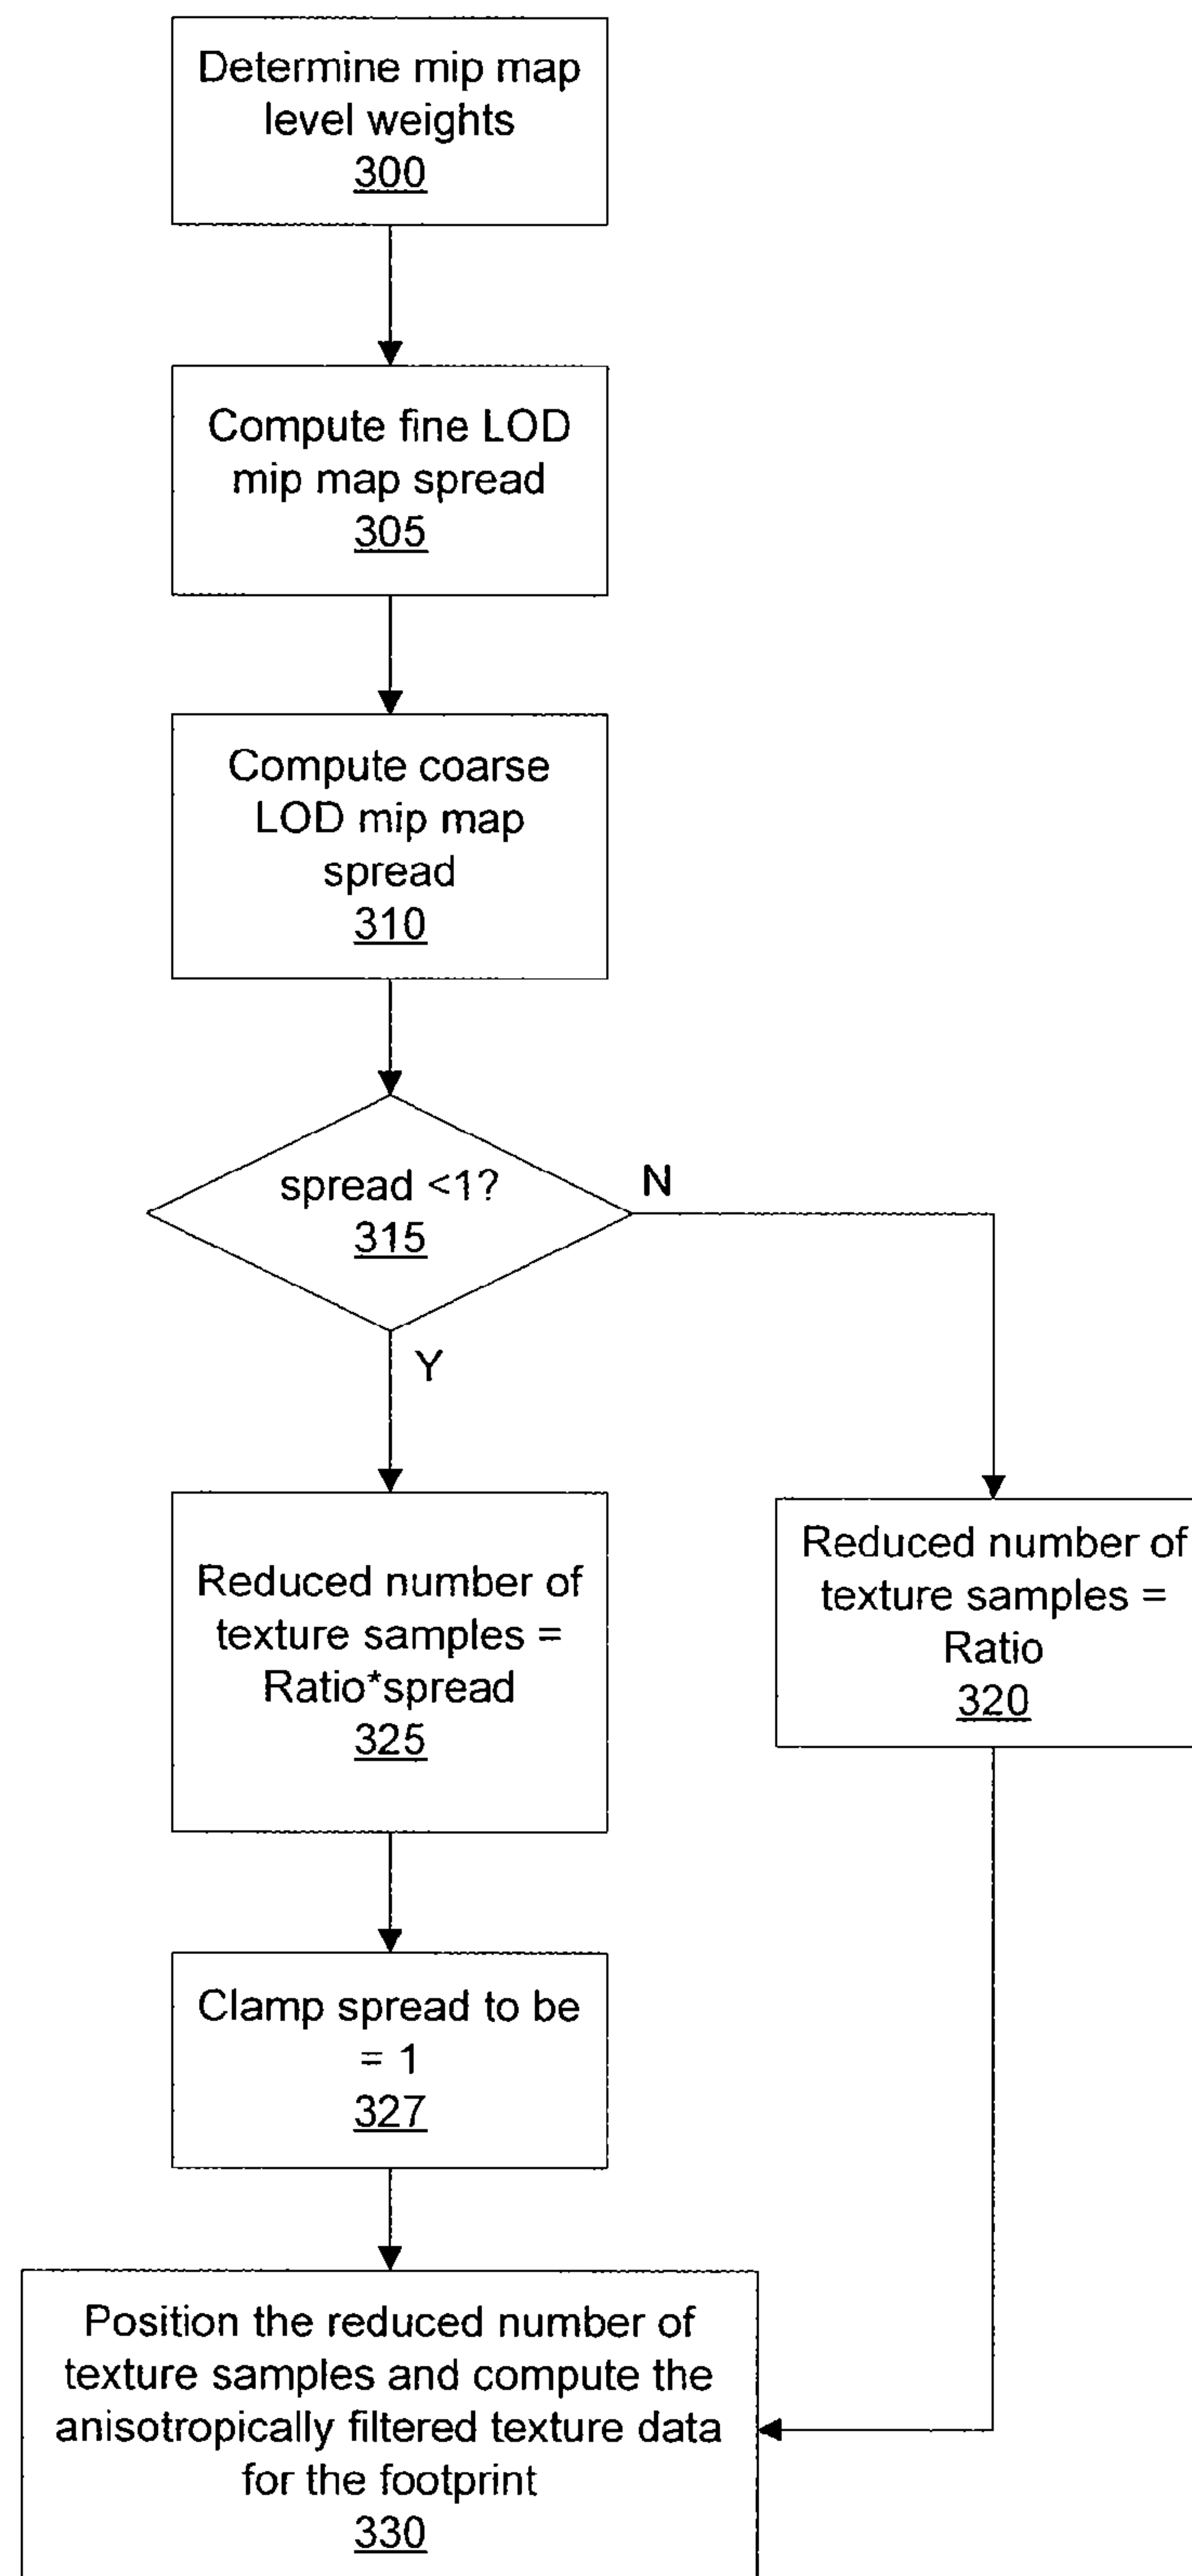 Determine mip map
level weights
300
Compute fine LOD
mip map spread
305
Compute coarse
LOD mip map
spread
310
spread <1?
315
N
Y
Reduced number of
texture samples =
Ratio*spread
325
Reduced number of
texture samples =
Ratio
320
Clamp spread to be
= 1
327
Position the reduced number of
texture samples and compute the
anisotropically filtered texture data
for the footprint
330